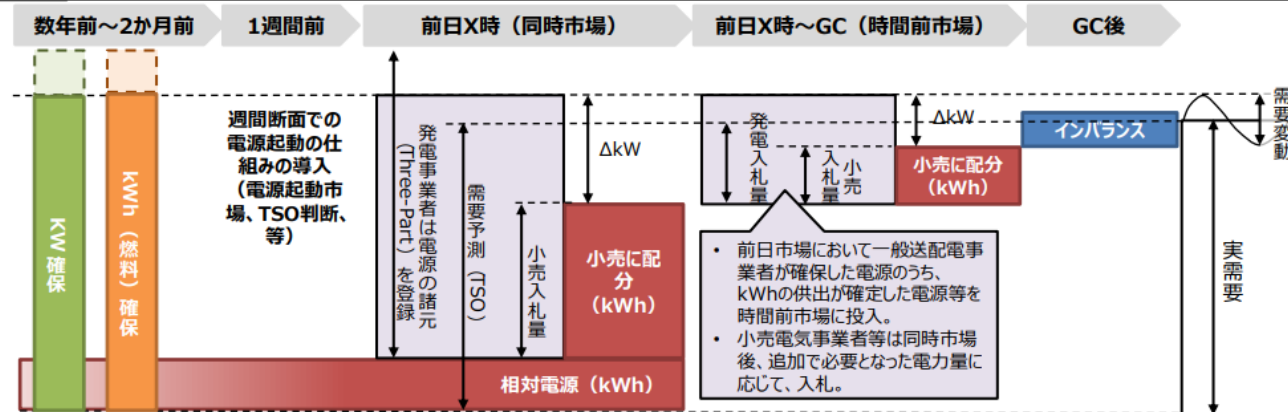 数年前～2か月前
1週間前
前日X時（同時市場）
前日X時～GC（時間前市場）
GC後
KW 確保
kWh（燃料）確保
週間断面での
電源起動の仕
組みの導入
（電源起動市
場、TSO判断、
等）
発電事業者は電源の諸元
（Three-Part）を登録
需要予測（TSO）
小売入札量
ΔkW
小売に配
分
（kWh）
相対電源（kWh）
発電入札量
小売
入札量
ΔkW
小売に配分
（kWh）
• 前日市場において一般送配電事
業者が確保した電源のうち、
kWhの供出が確定した電源等を
時間前市場に投入。
• 小売電気事業者等は同時市場
後、追加で必要となった電力量に
応じて、入札。
インバランス
需要変動
実需要